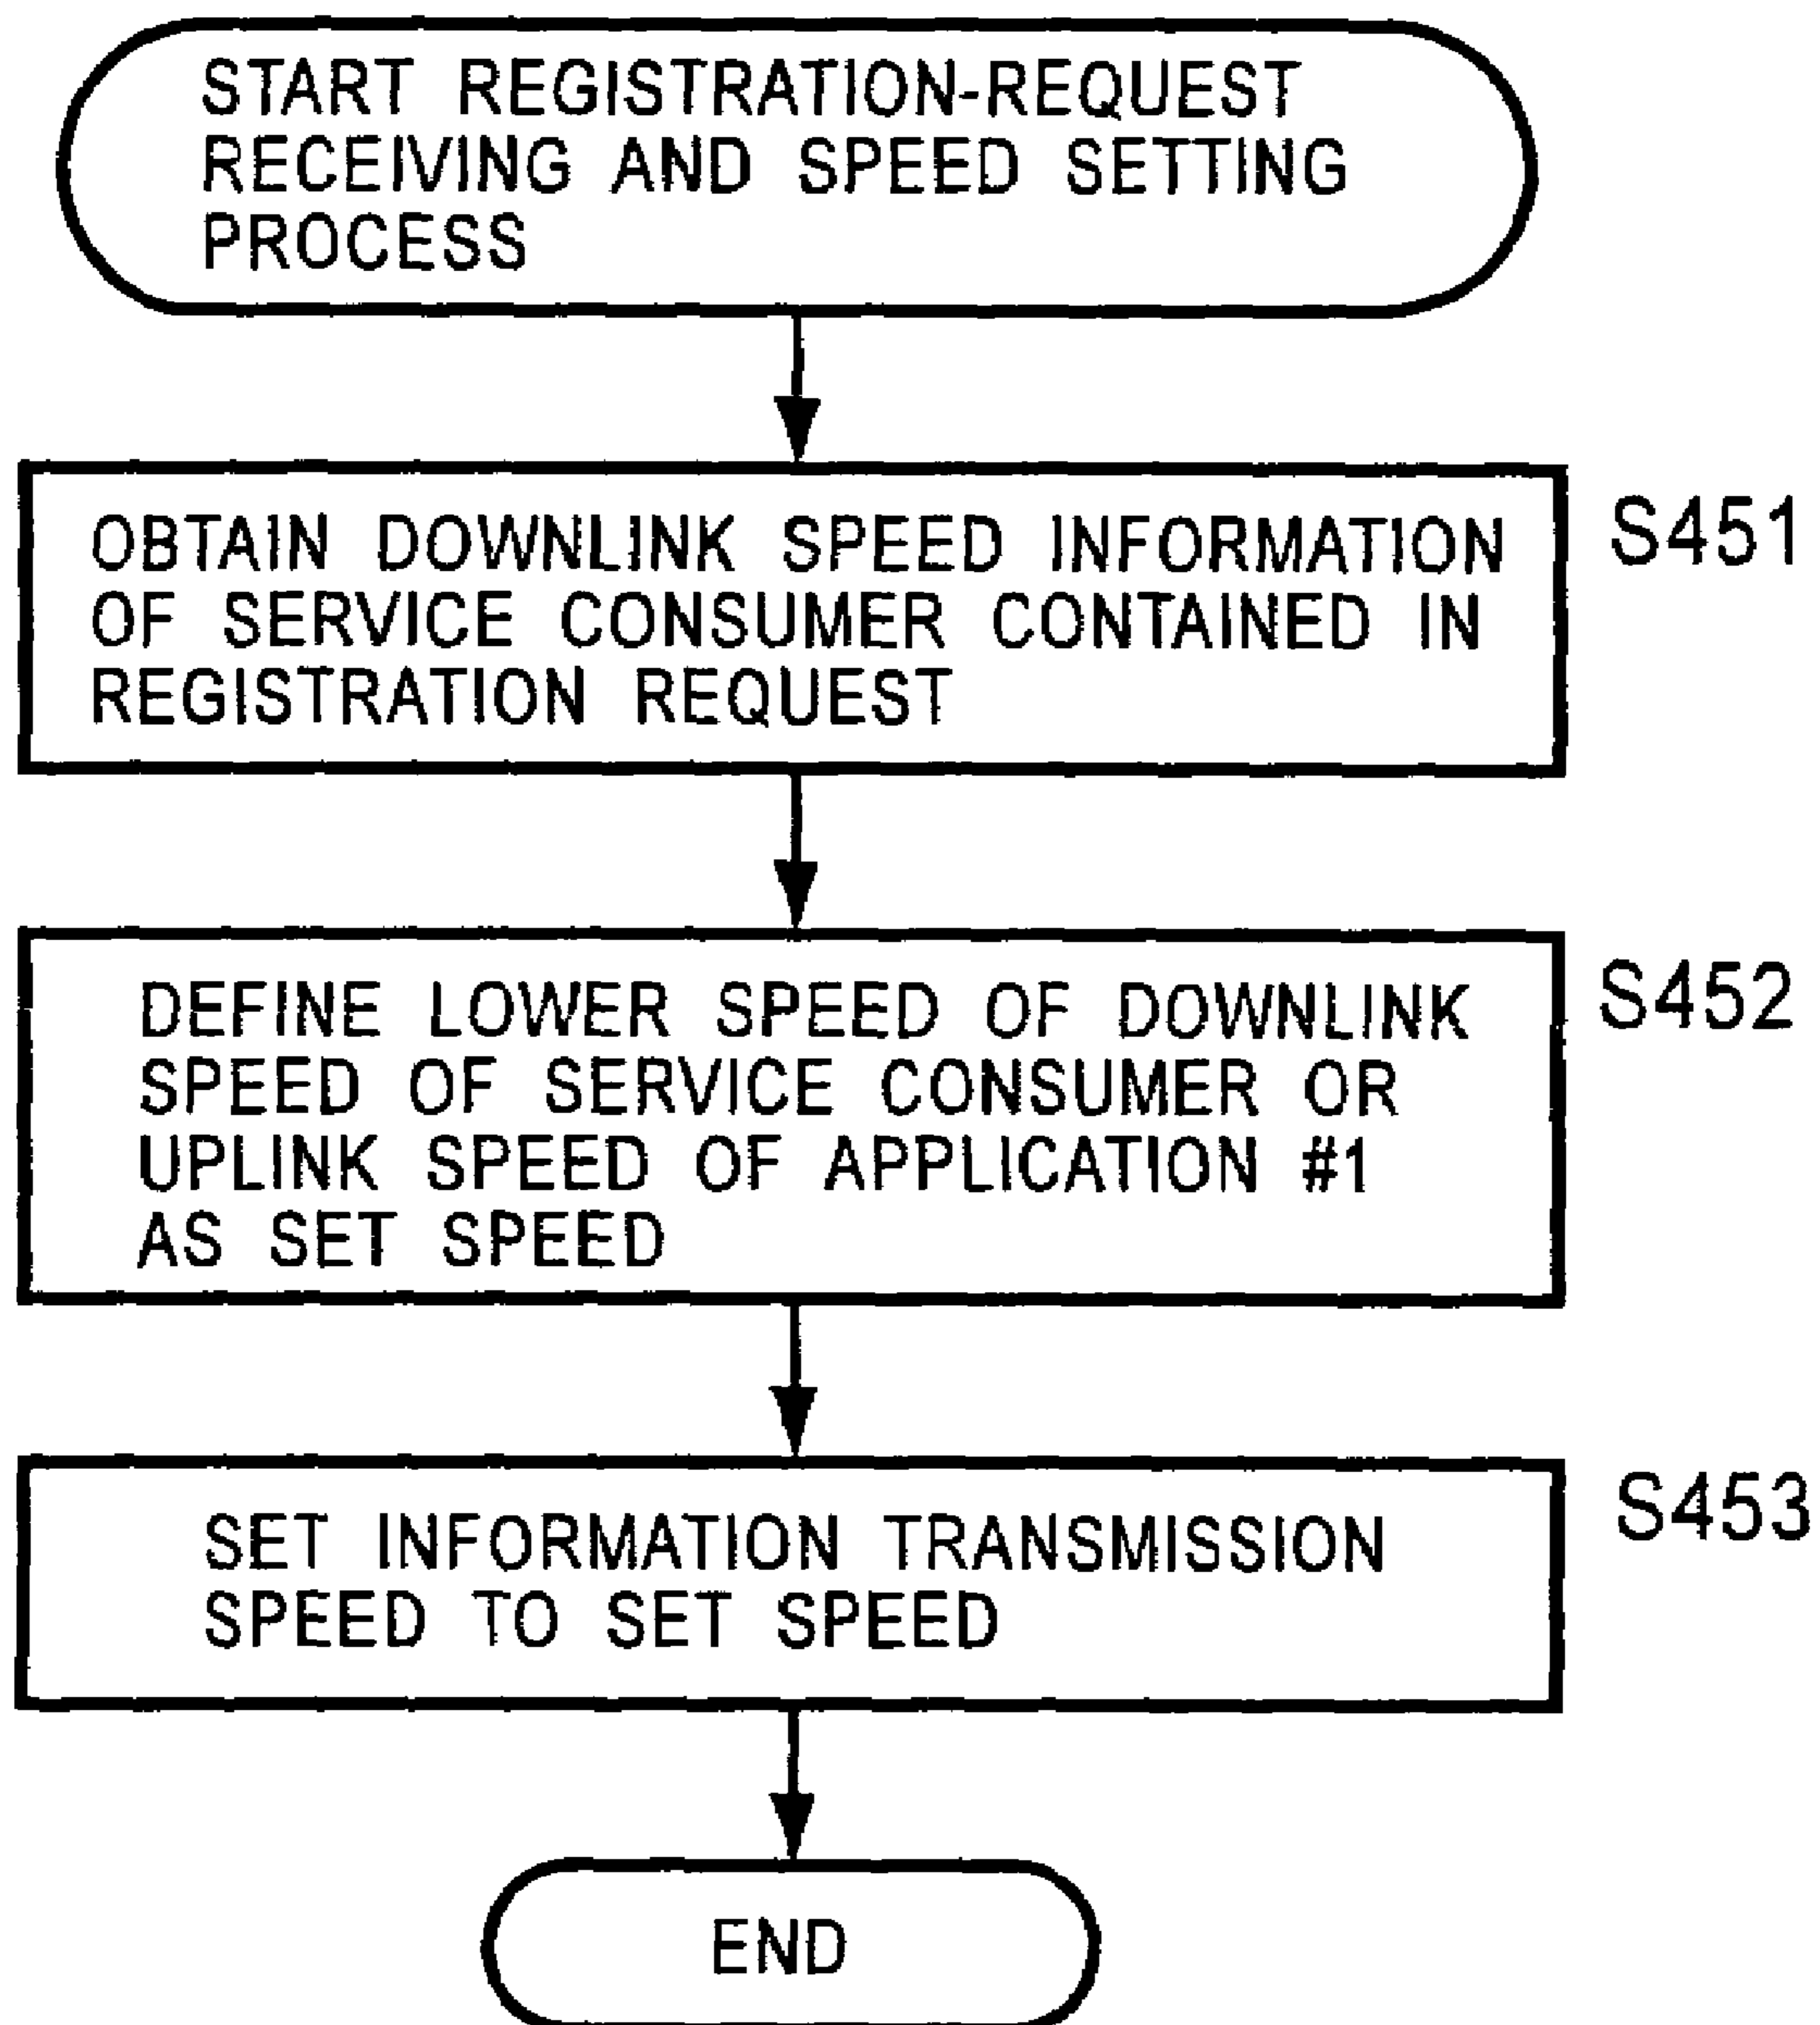 START REGISTRATION-REQUEST
RECEIVING AND SPEED SETTING
PROCESS
OBTAIN DOWNLINK SPEED INFORMATION
OF SERVICE CONSUMER CONTAINED IN
REGISTRATION REQUEST
S451
DEFINE LOWER SPEED OF DOWNLINK
SPEED OF SERVICE CONSUMER OR
UPLINK SPEED OF APPLICATION #1
AS SET SPEED
S452
SET INFORMATION TRANSMISSION
SPEED TO SET SPEED
S453
END